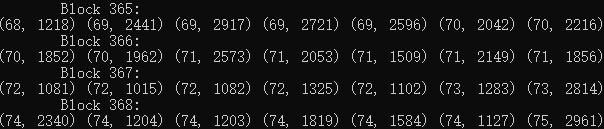 Block 365:
(68, 1218) (69, 2441) (69, 2917) (69, 2721) (69, 2596) (70, 2042) (70, 2216)
Block 366:
(70, 1852) (70, 1962) (71, 2573) (71, 2053) (71, 1509) (71, 2149) (71, 1856)
Block 367:
(72, 1081) (72, 1015) (72, 1082) (72, 1325) (72, 1102) (73, 1283) (73, 2814)
Block 368:
(74, 2340) (74, 1204) (74, 1203) (74, 1819) (74, 1584) (74, 1127) (75, 2961)